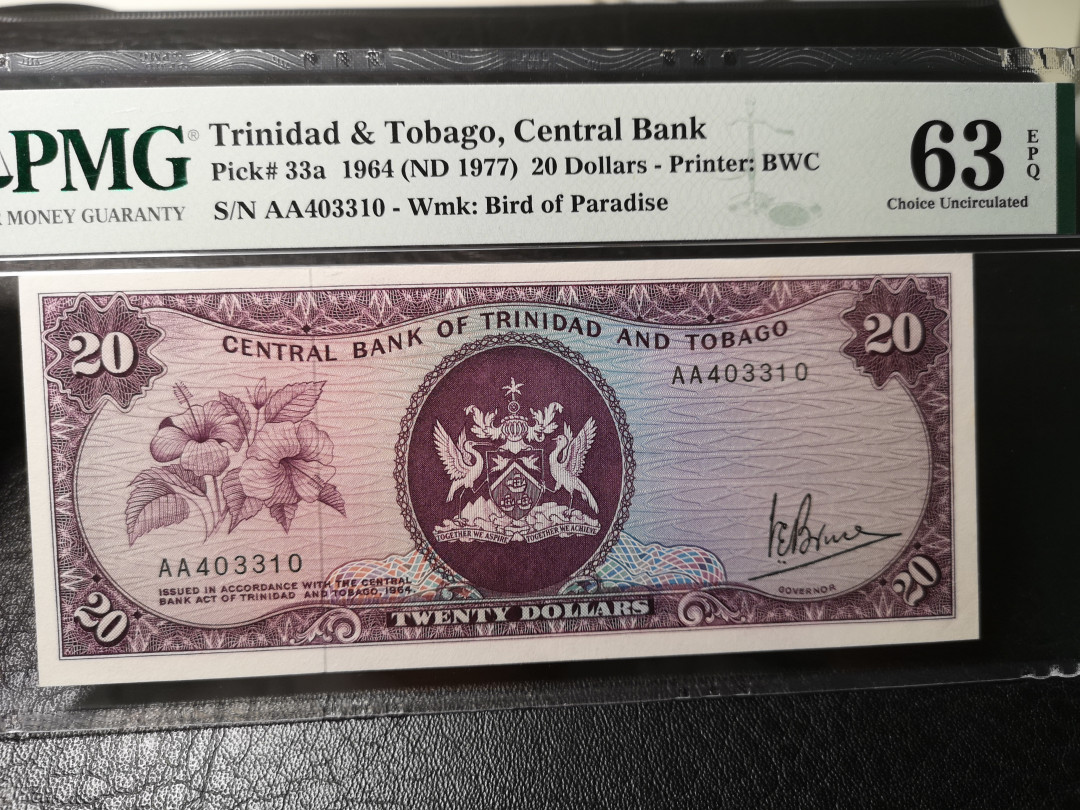 PMG®
MONEY GUARANTY
Trinidad & Tobago, Central Bank
Pick# 33a 1964 (ND 1977) 20 Dollars - Printer: BWC
S/N AA403310 - Wmk: Bird of Paradise
63
EPQ
Choice Uncirculated
20
20
CENTRAL BANK OF TRINIDAD AND TOBAGO
AA403310
TOGETHER WE ASPIRE TOGETHER WE ACHIEVE
AA403310
ISSUED IN ACCORDANCE WITH THE CENTRAL
BANK ACT OF TRINIDAD AND TOBAGO, 1964.
GOVERNOR
20
TWENTY DOLLARS
20